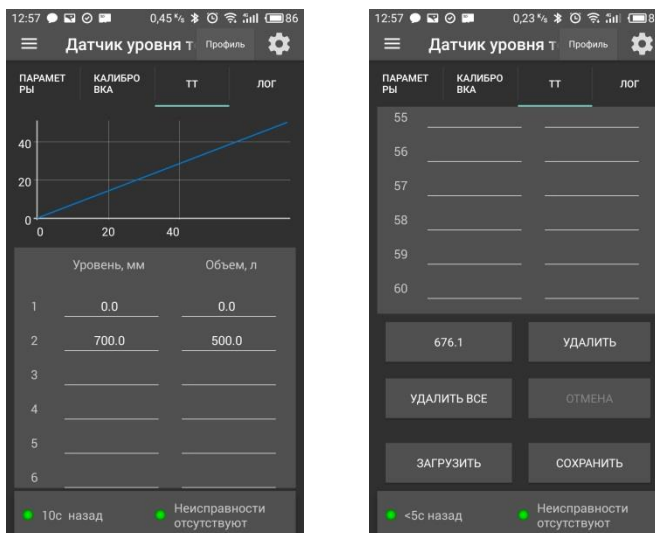 12:57 0,45 ᴷ/s 86
Датчик уровня т Профиль
ПАРАМЕТ
РЫ
КАЛИБРО
ВКА
ТТ
ЛОГ
40
20
0
0 20 40
Уровень, мм Объем, л
1 0.0 0.0
2 700.0 500.0
3
4
5
6
10с назад
Неисправности
отсутствуют
12:57 0,23 ᴷ/s 8
Датчик уровня т Профиль
ПАРАМЕТ
РЫ
КАЛИБРО
ВКА
ТТ
ЛОГ
55
56
57
58
59
60
676.1 УДАЛИТЬ
УДАЛИТЬ ВСЕ ОТМЕНА
ЗАГРУЗИТЬ СОХРАНИТЬ
<5с назад
Неисправности
отсутствуют